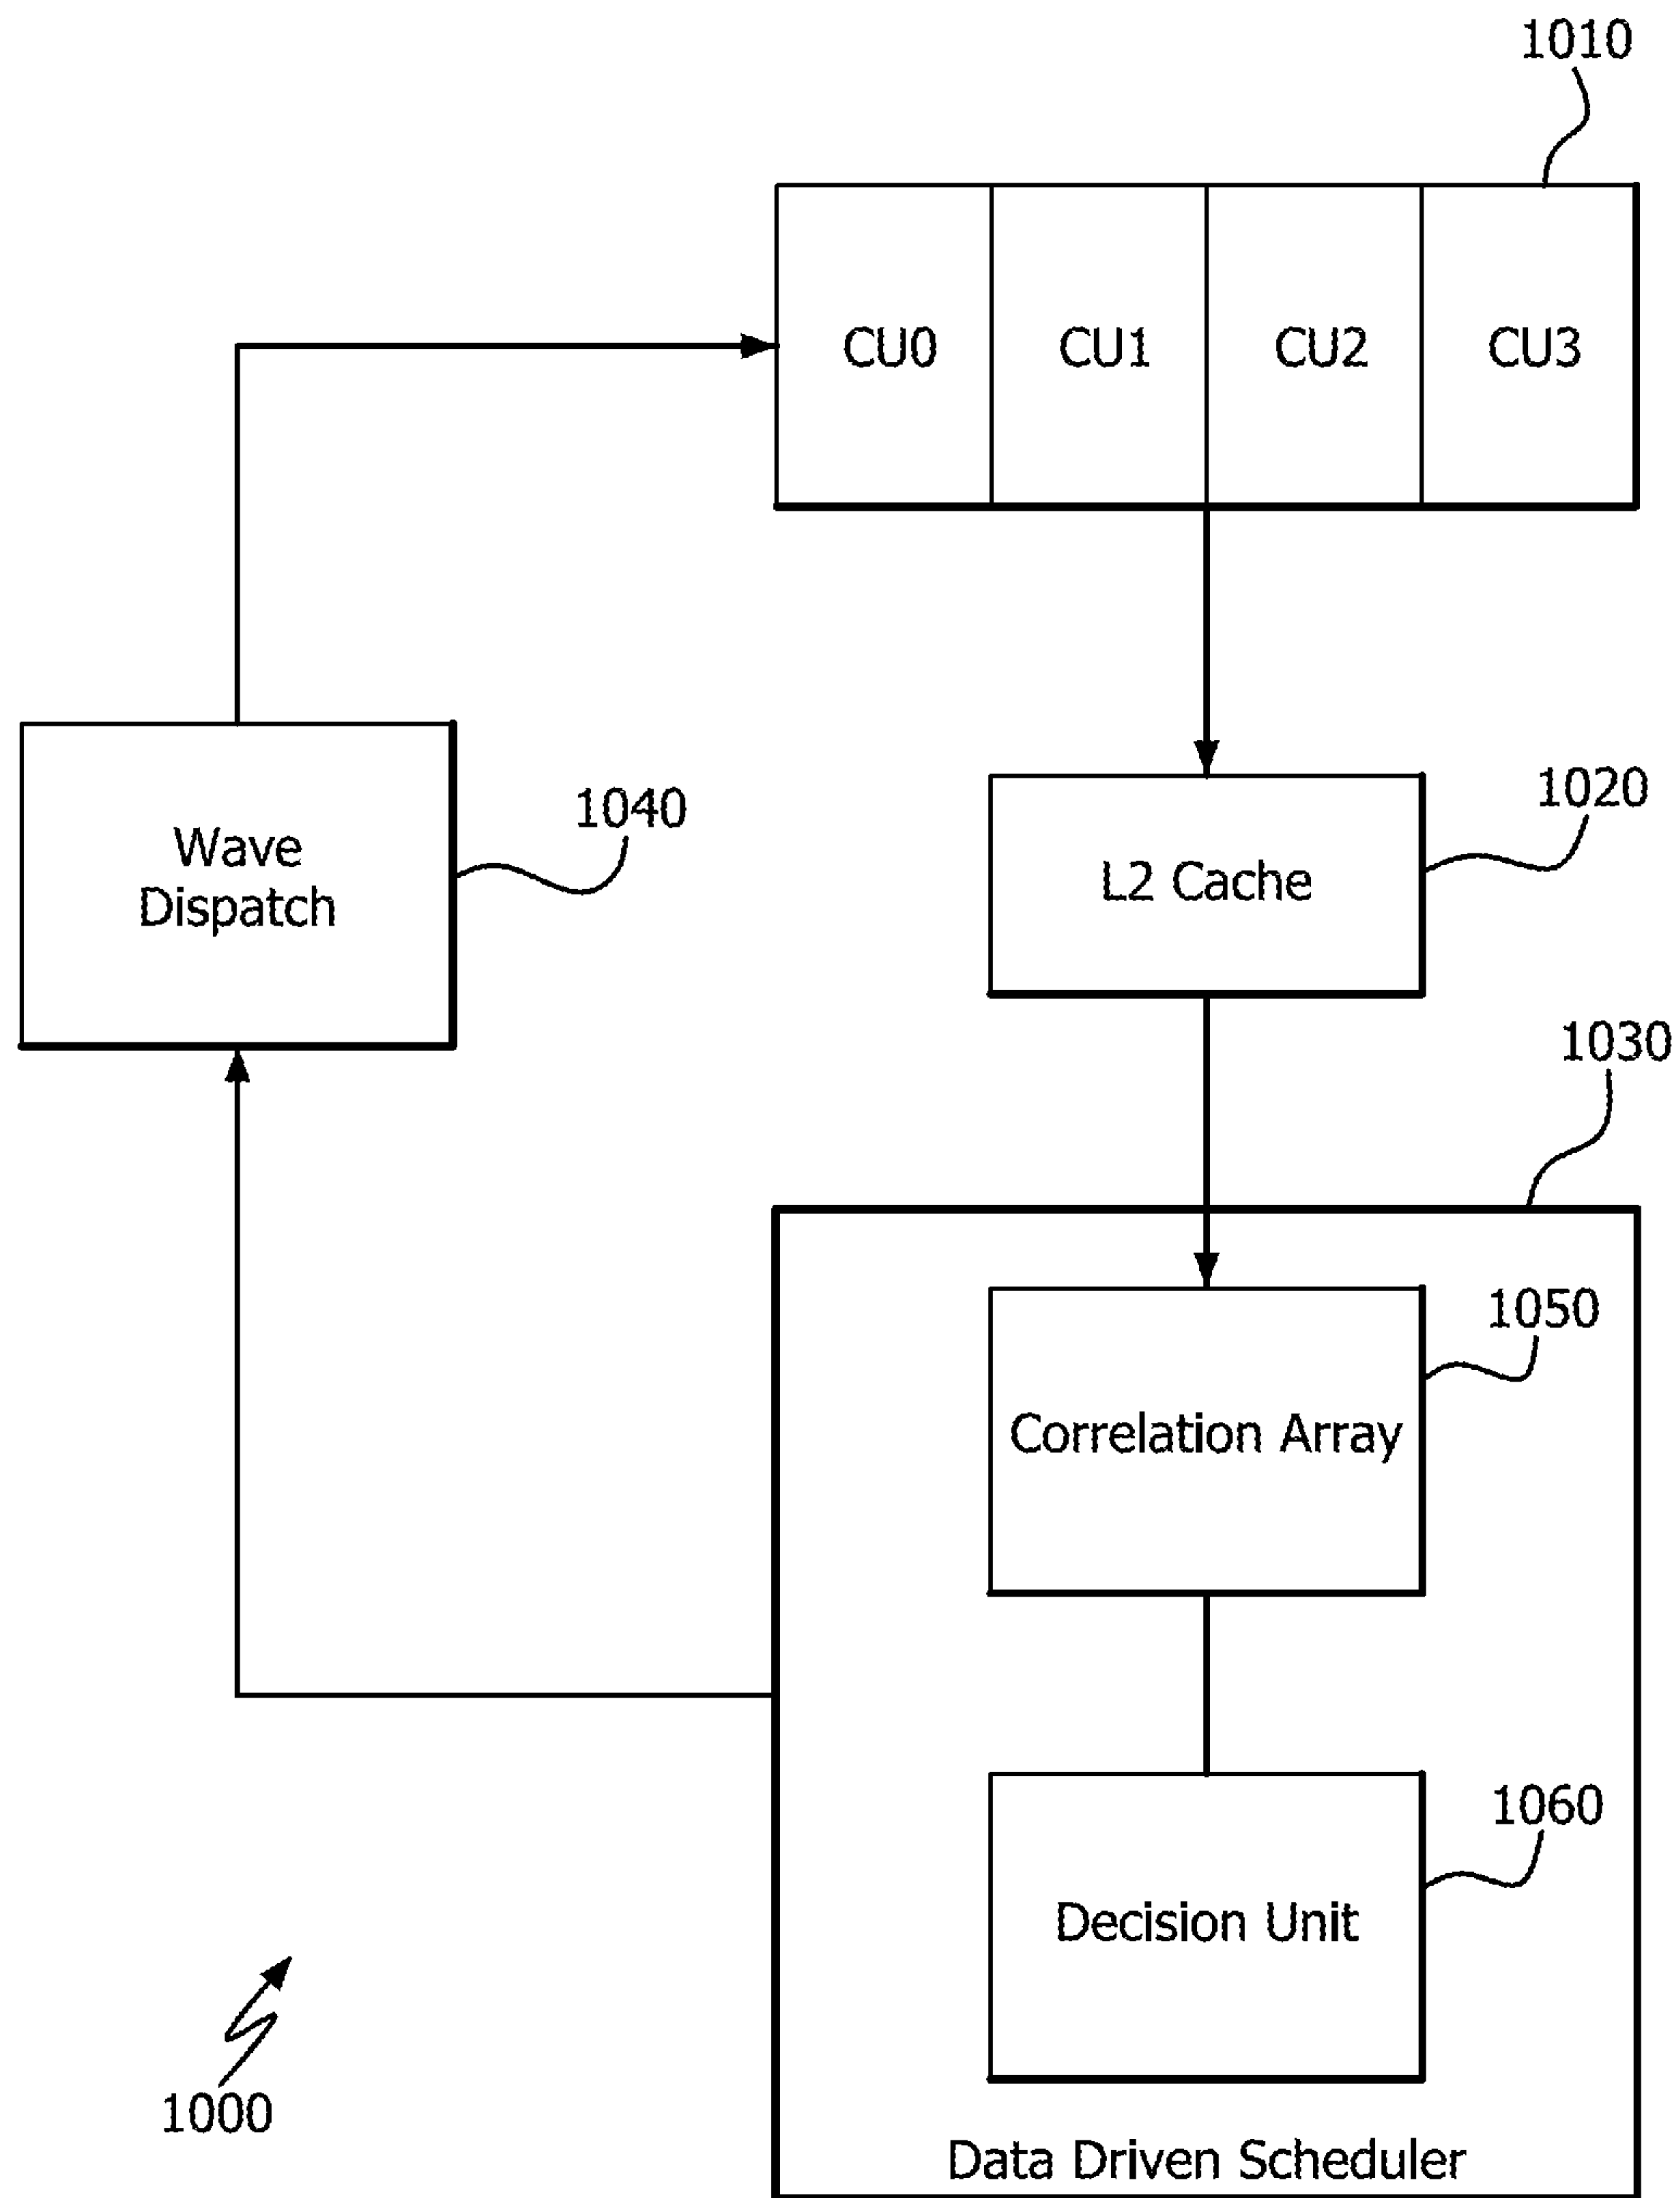 1010
CU0 CU1 CU2 CU3
1020
1040
Wave
Dispatch
L2 Cache
1030
1050
Correlation Array
1060
Decision Unit
1000
Data Driven Scheduler